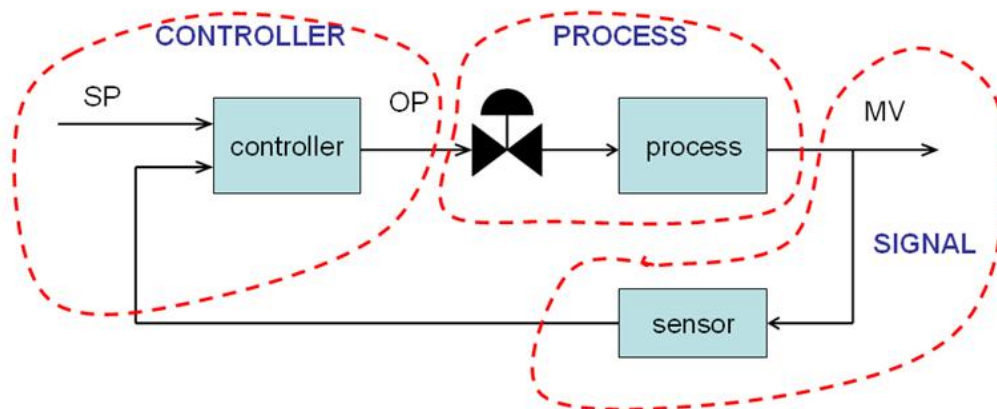 CONTROLLER
PROCESS
SP
OP
MV
controller
process
SIGNAL
sensor